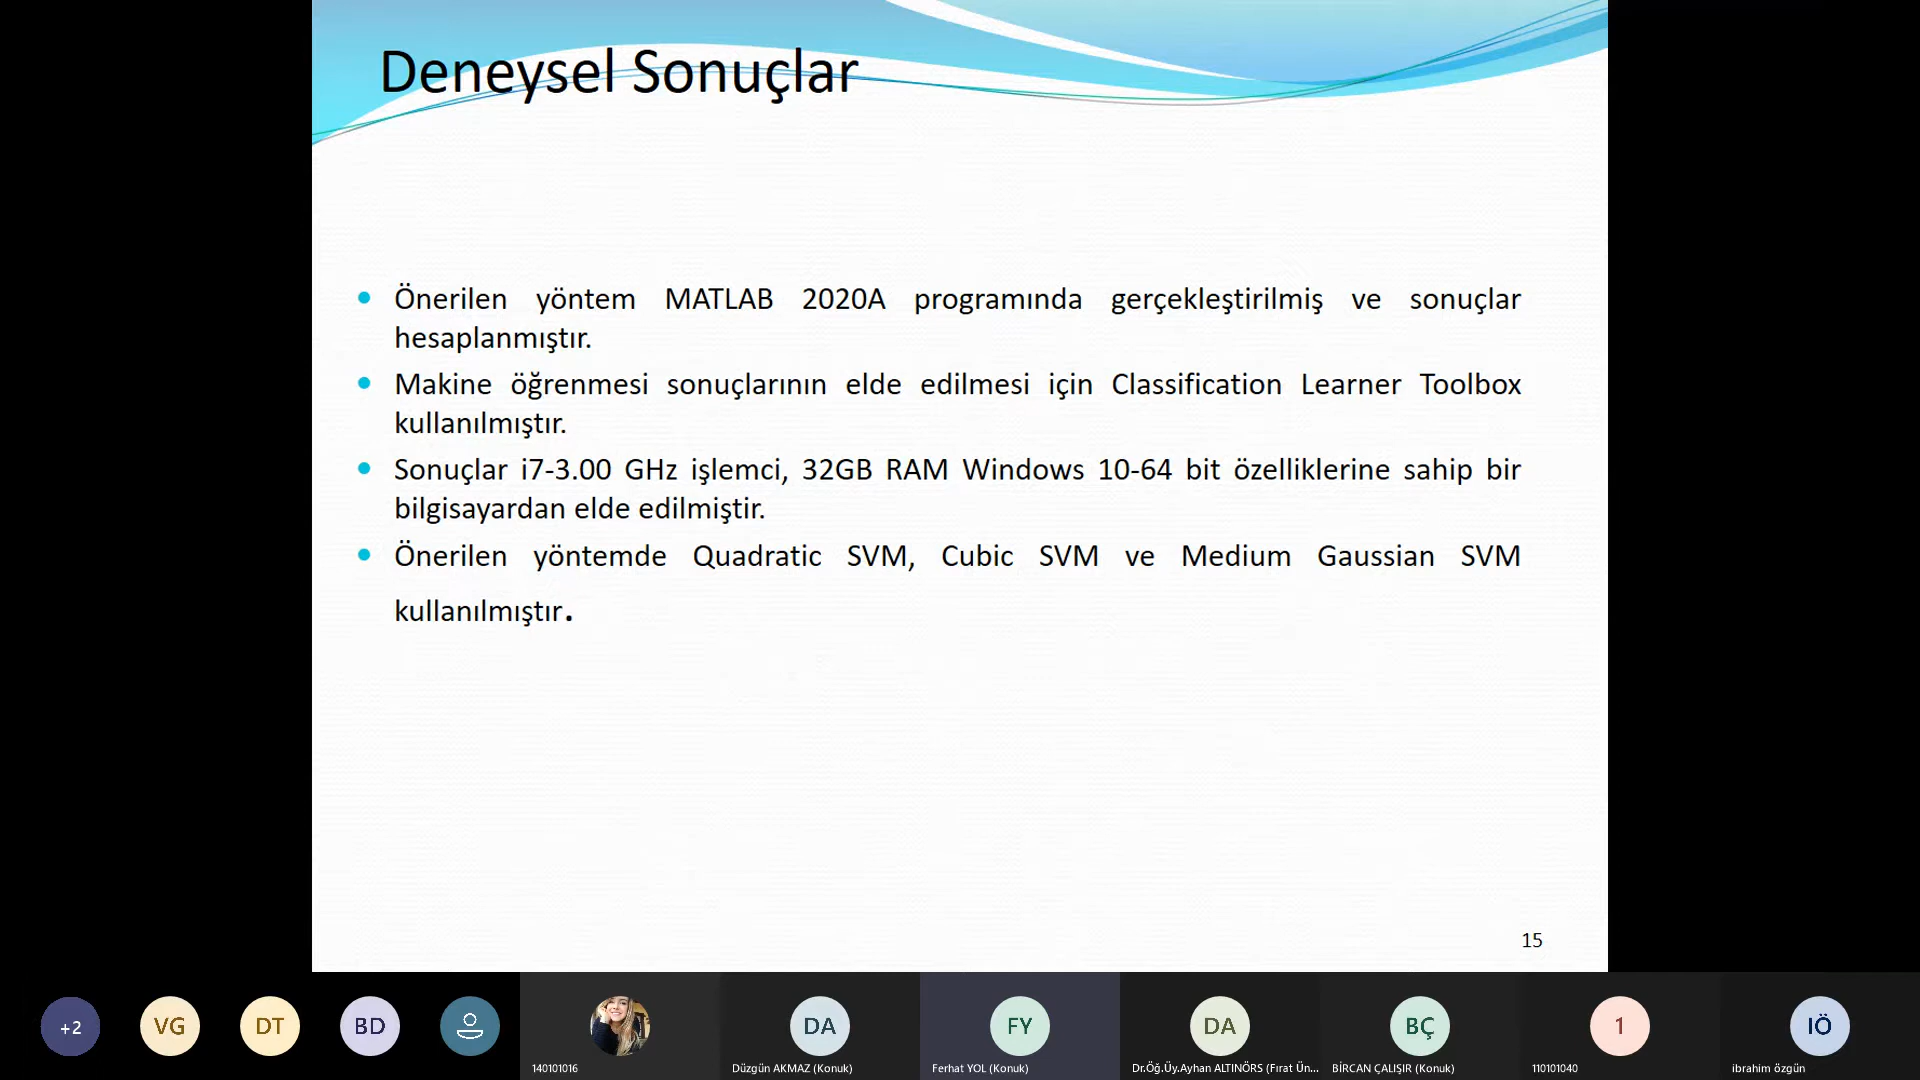 Deneysel Sonuçlar
• Önerilen yöntem MATLAB 2020A programında gerçekleştirilmiş ve sonuçlar
hesaplanmıştır.
• Makine öğrenmesi sonuçlarının elde edilmesi için Classification Learner Toolbox
kullanılmıştır.
• Sonuçlar i7-3.00 GHz işlemci, 32GB RAM Windows 10-64 bit özelliklerine sahip bir
bilgisayardan elde edilmiştir.
• Önerilen yöntemde Quadratic SVM, Cubic SVM ve Medium Gaussian SVM
kullanılmıştır.
15
+2 VG DT BD DA FY DA BÇ 1 IÖ
140101016 Düzgün AKMAZ (Konuk) Ferhat YOL (Konuk) Dr.Öğ.Üy.Ayhan ALTINÖRS (Fırat Ün... BİRCAN ÇALIŞIR (Konuk) 110101040 ibrahim özgün